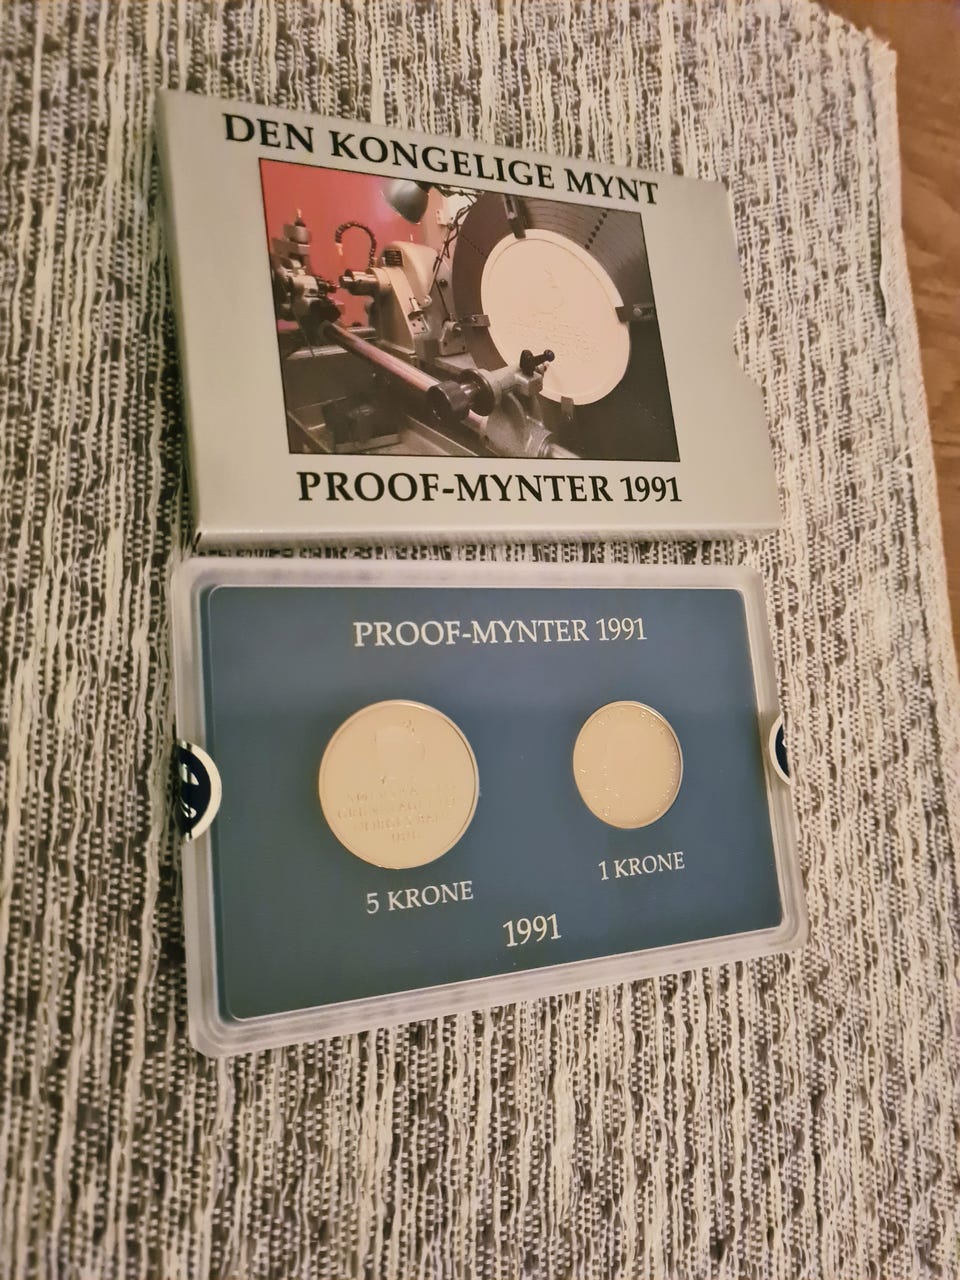 DEN KONGELIGE MYNT
PROOF-MYNTER 1991
PROOF-MYNTER 1991
5 KRONE
1 KRONE
1991